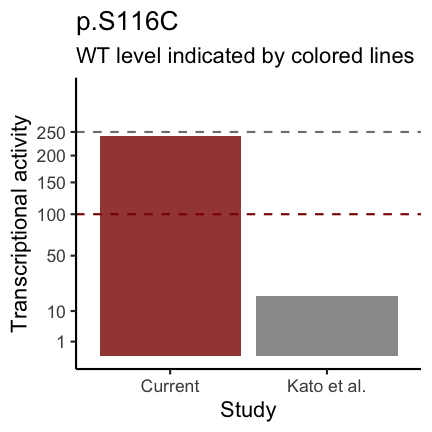 p.S116C
WT level indicated by colored lines
Transcriptional activity
250
200
150
100
50
10
1
Current
Kato et al.
Study